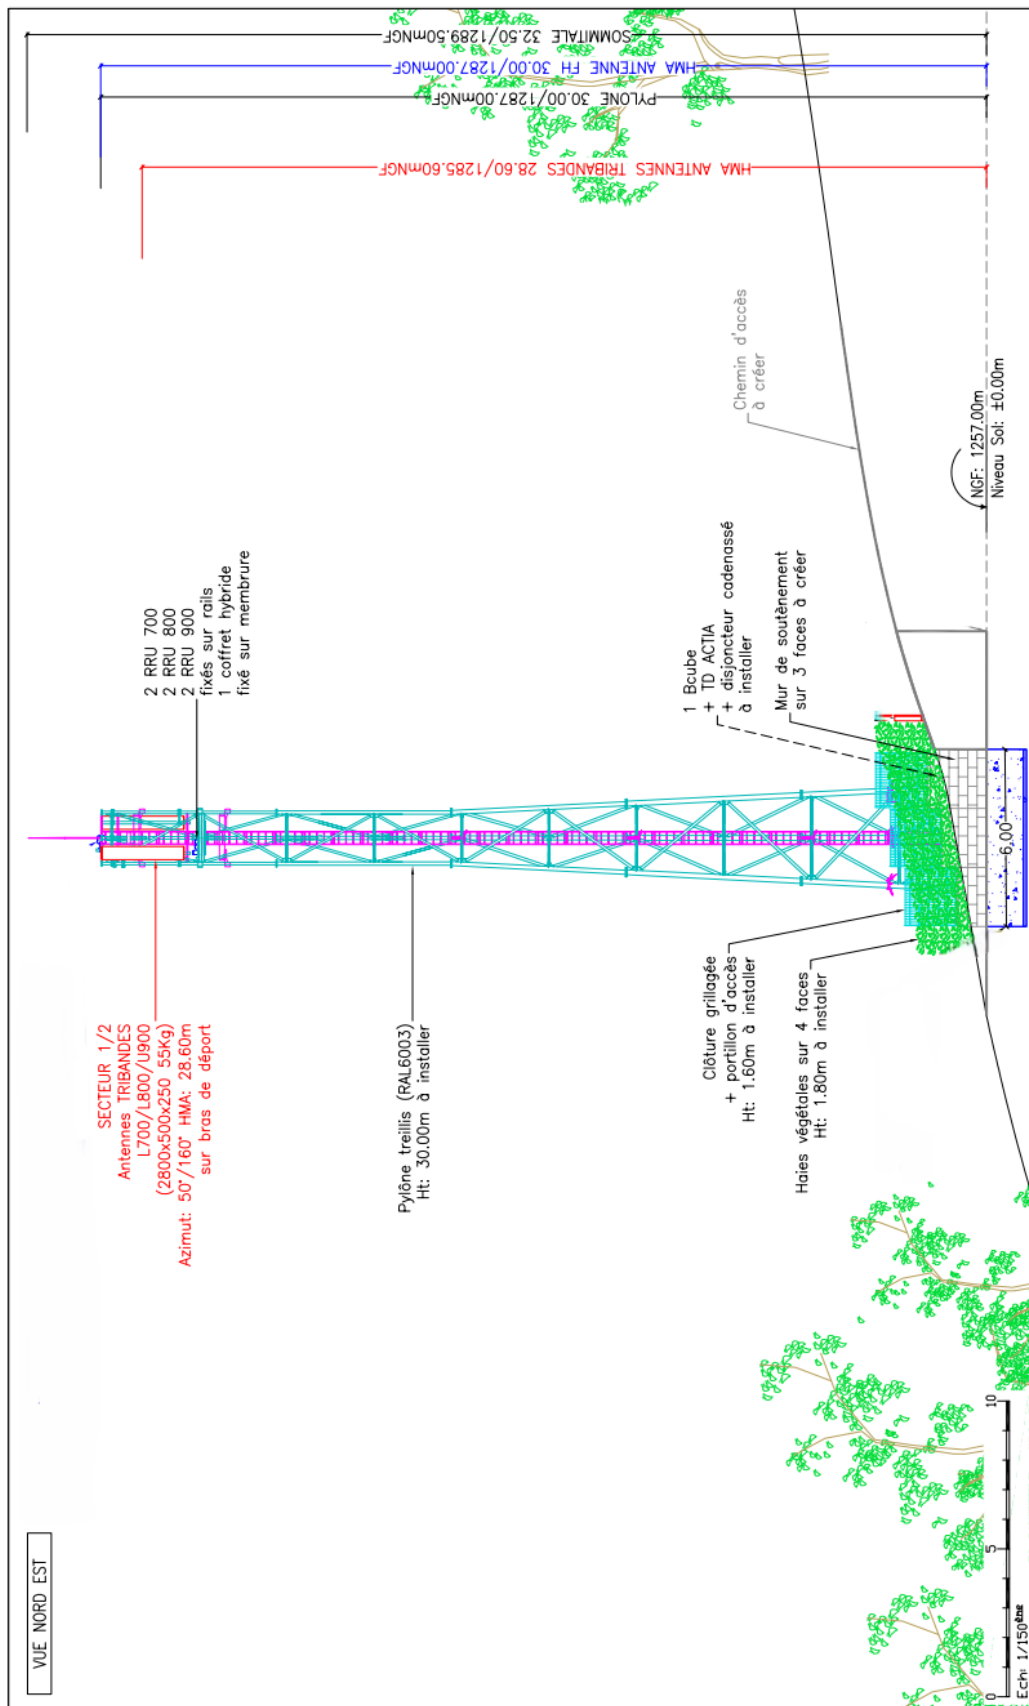 VUE NORD EST
SECTEUR 1/2
Antennes TRIBANDES
L700/L800/U900
(2800x500x250 55Kg)
Azimut: 50°/160° HMA: 28.60m
sur bras de déport
2 RRU 700
2 RRU 800
2 RRU 900
fixés sur rails
1 coffret hybride
fixé sur membrure
Pylône treillis (RAL6003)
Ht: 30.00m à installer
SOMMITALE 32.50/1289.50mNGF
HMA ANTENNE FH 30.00/1287.00mNGF
PYLONE 30.00/1287.00mNGF
HMA ANTENNES TRIBANDES 28.60/1285.60mNGF
Chemin d'accès
à créer
1 Bcube
+ TD ACTIA
+ disjoncteur cadenassé
à installer
Mur de soutènement
sur 3 faces à créer
Clôture grillagée
+ portillon d'accès
Ht: 1.60m à installer
Haies végétales sur 4 faces
Ht: 1.80m à installer
NGF: 1257.00m
Niveau Sol: ±0.00m
6,00
0 5 10
Ech: 1/150ème